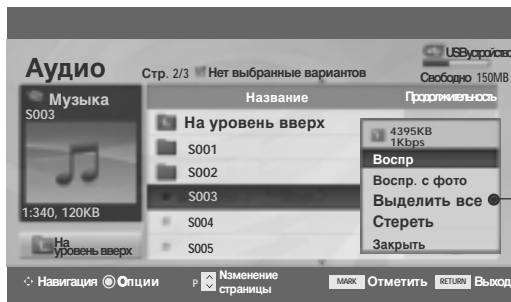 USBустройство
Аудио
Стр. 2/3 Нет выбранные вариантов
Свободно 150MB
Музыка
S003
Название
Продолжительность
На уровень вверх
S001
S002
S003
S004
S005
4395KB
1Kbps
Воспр
Воспр. с фото
Выделить все
Стереть
Закрыть
1:340, 120KB
На
уровень вверх
Навигация Опции
P Nзменение
страницы
MARK Отметить RETURN Выход